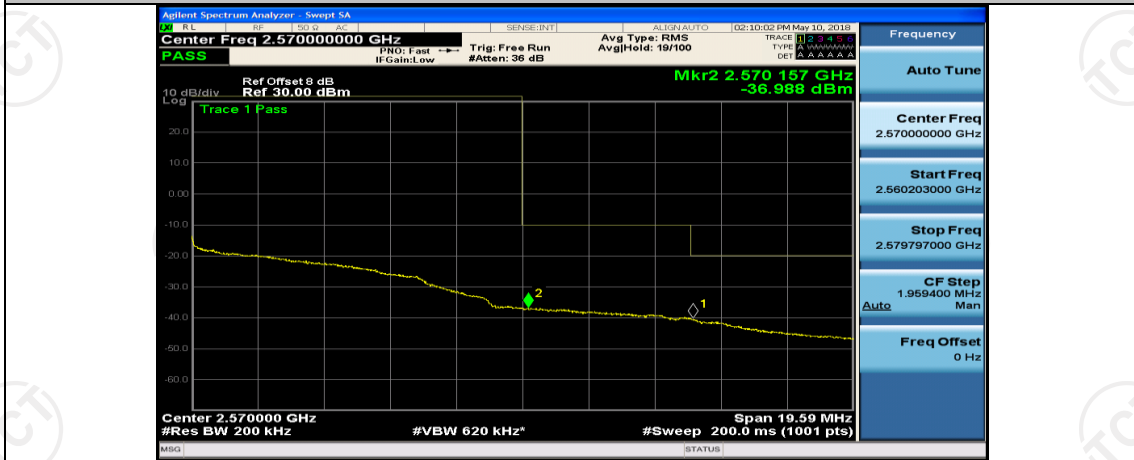 Agilent Spectrum Analyzer - Swept SA
LXI RL RF 50 Ω AC SENSE:INT ALIGN AUTO 02:10:02 PM May 10, 2018
Center Freq 2.570000000 GHz
PASS
PNO: Fast
IFGain:Low
Trig: Free Run
#Atten: 36 dB
Avg Type: RMS
Avg|Hold: 19/100
TRACE 1 2 3 4 5 6
TYPE A WWWWW
DET A A A A A A
Ref Offset 8 dB
10 dB/div Ref 30.00 dBm
Log
Mkr2 2.570 157 GHz
-36.988 dBm
Trace 1 Pass
20.0
10.0
0.00
-10.0
-20.0
-30.0
-40.0
-50.0
-60.0
2
1
Center 2.570000 GHz Span 19.59 MHz
#Res BW 200 kHz #VBW 620 kHz* #Sweep 200.0 ms (1001 pts)
MSG STATUS
Frequency
Auto Tune
Center Freq
2.570000000 GHz
Start Freq
2.560203000 GHz
Stop Freq
2.579797000 GHz
CF Step
1.959400 MHz
Auto Man
Freq Offset
0 Hz
TCT